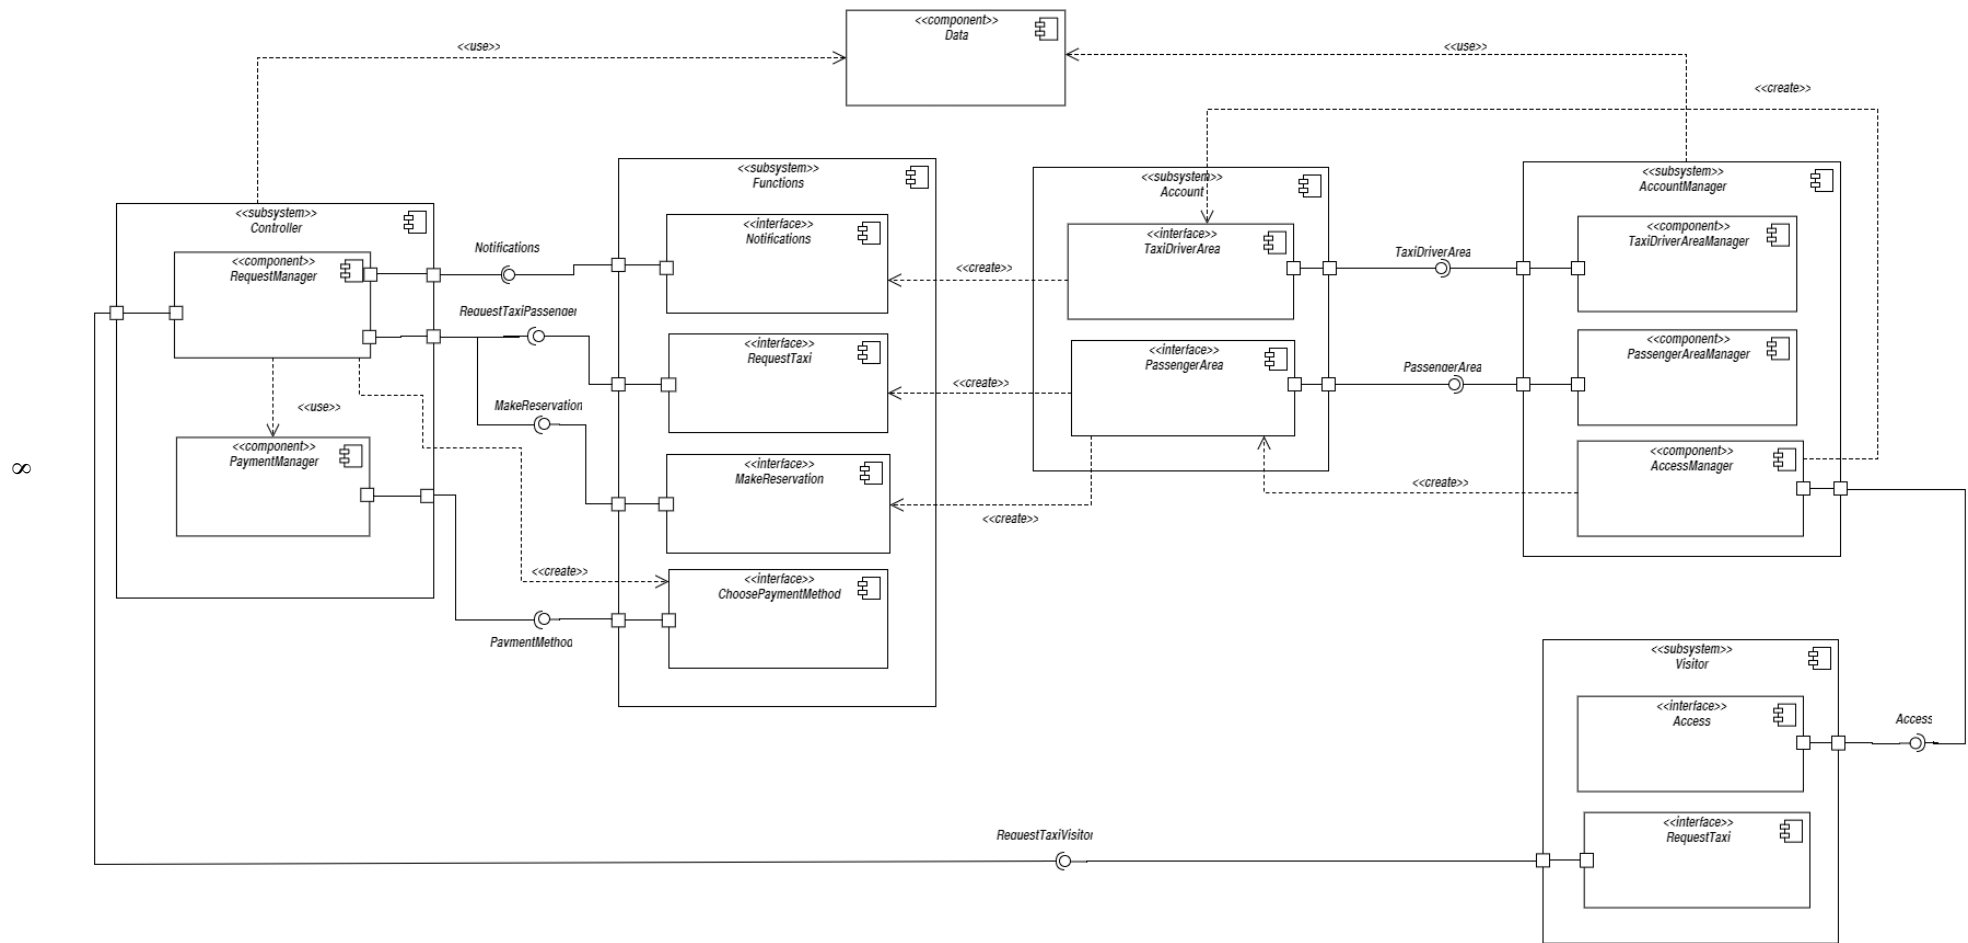 <<component>>
Data
<<use>>
<<use>>
<<create>>
<<subsystem>>
Controller
<<component>>
RequestManager
<<use>>
<<component>>
PaymentManager
Notifications
RequestTaxiPassenger
MakeReservation
<<create>>
PaymentMethod
<<subsystem>>
Functions
<<interface>>
Notifications
<<interface>>
RequestTaxi
<<interface>>
MakeReservation
<<interface>>
ChoosePaymentMethod
<<create>>
<<create>>
<<create>>
<<subsystem>>
Account
<<interface>>
TaxiDriverArea
<<interface>>
PassengerArea
TaxiDriverArea
PassengerArea
<<create>>
<<subsystem>>
AccountManager
<<component>>
TaxiDriverAreaManager
<<component>>
PassengerAreaManager
<<component>>
AccessManager
8
<<subsystem>>
Visitor
<<interface>>
Access
Access
<<interface>>
RequestTaxi
RequestTaxiVisitor